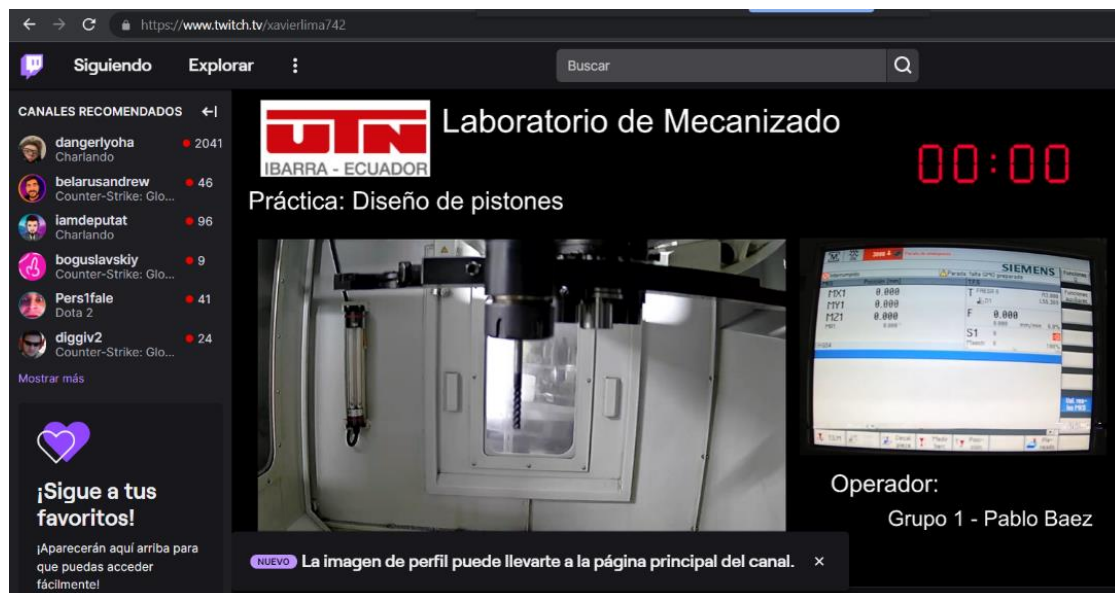 https://www.twitch.tv/xavierlima742
Siguiendo
Explorar
Buscar
CANALES RECOMENDADOS
dangerlyoha 2041
Charlando
belarusandrew 46
Counter-Strike: Glo...
iamdeputat 96
Charlando
boguslavskiy 9
Counter-Strike: Glo...
Pers1fale 41
Dota 2
diggiv2 24
Counter-Strike: Glo...
Mostrar más
¡Sigue a tus
favoritos!
¡Aparecerán aquí arriba para
que puedas acceder
fácilmente!
UTN
IBARRA - ECUADOR
Laboratorio de Mecanizado
00:00
Práctica: Diseño de pistones
SIEMENS
MX1 0.000
MY1 0.000
MZ1 0.000
T
F 0.000
S1
Operador:
Grupo 1 - Pablo Baez
NUEVO La imagen de perfil puede llevarte a la página principal del canal.